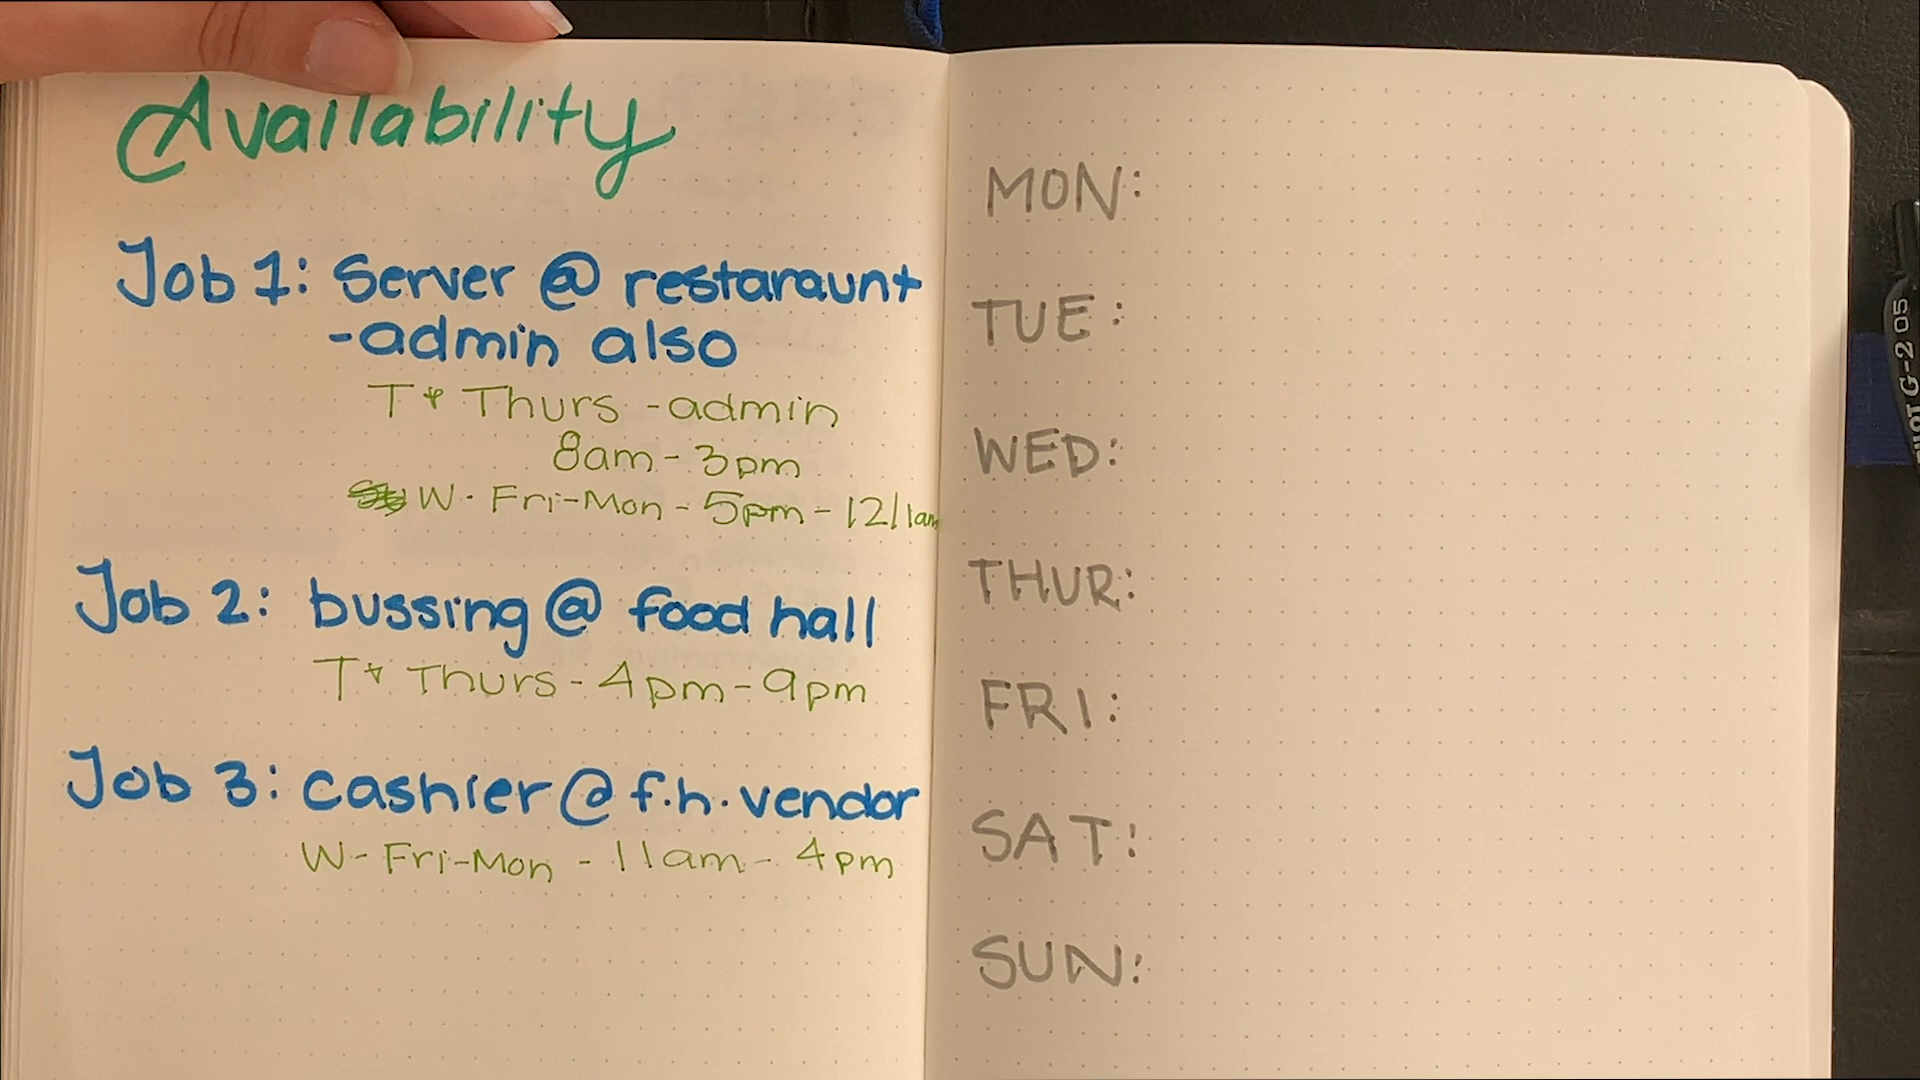 Availability
Job 1: Server @ restaraunt
-admin also
T & Thurs - admin
8am - 3pm
W - Fri-Mon - 5pm - 12/1am
Job 2: bussing @ food hall
T & Thurs - 4pm - 9pm
Job 3: cashier @ f.h. vendor
W - Fri-Mon - 11am - 4pm
MON:
TUE:
WED:
THUR:
FRI:
SAT:
SUN:
G-2 05